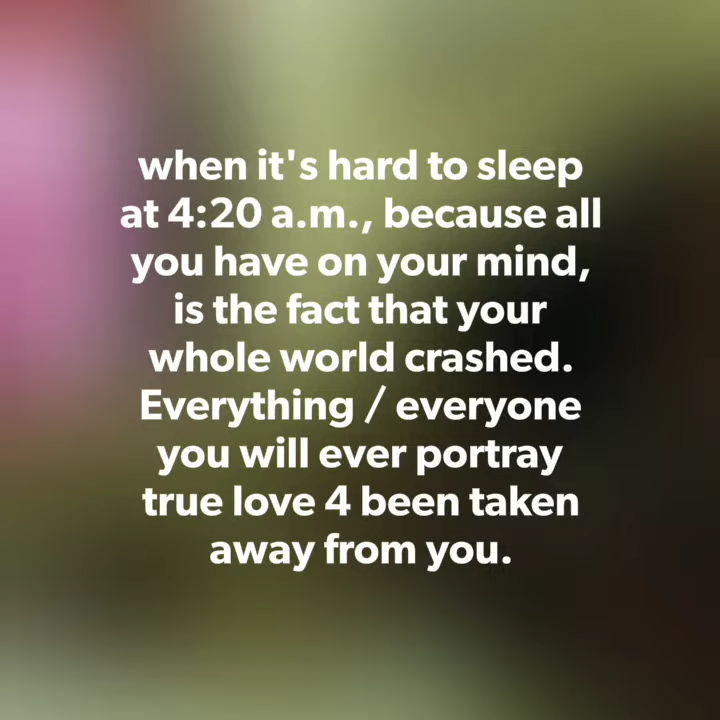 when it's hard to sleep
at 4:20 a.m., because all
you have on your mind,
is the fact that your
whole world crashed.
Everything / everyone
you will ever portray
true love 4 been taken
away from you.